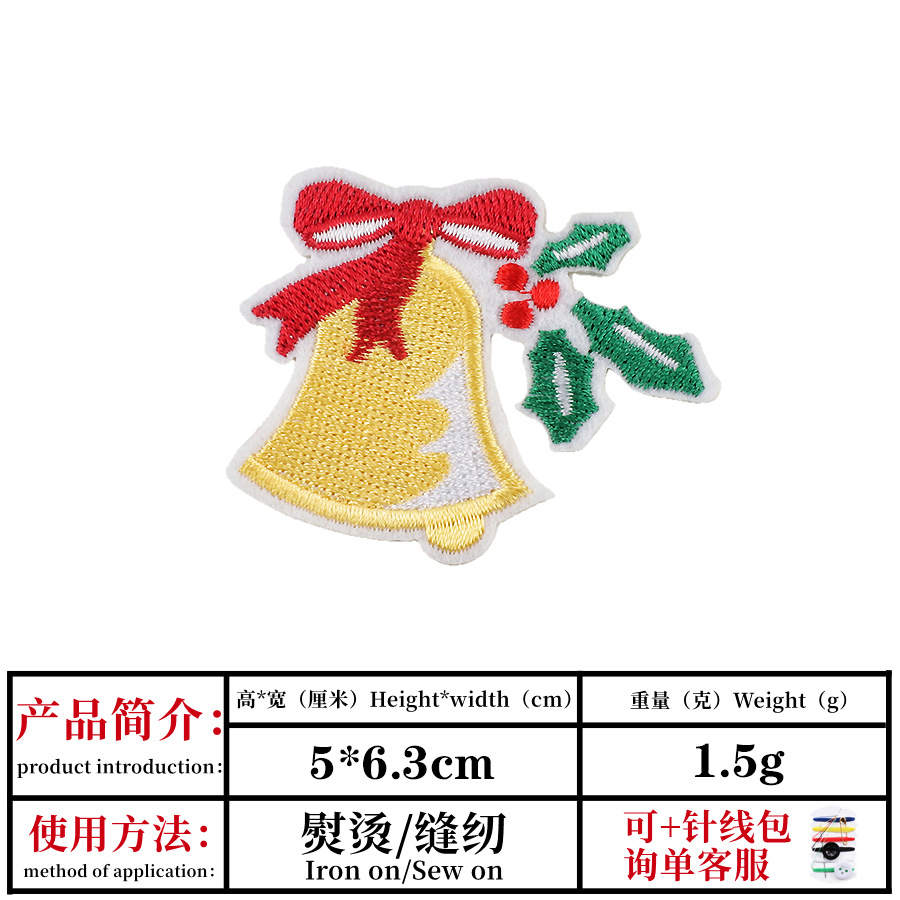 产品简介：
product introduction：
高*宽（厘米）Height*width（cm）
重量（克）Weight（g）
5*6.3cm
1.5g
使用方法：
method of application：
熨烫/缝纫
Iron on/Sew on
可+针线包
询单客服